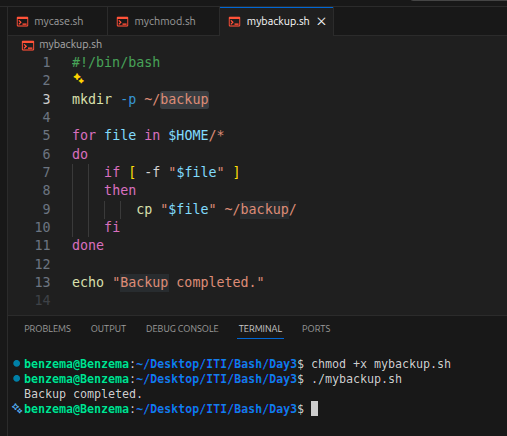 mycase.sh mychmod.sh mybackup.sh
mybackup.sh
1 #!/bin/bash
2
3 mkdir -p ~/backup
4
5 for file in $HOME/*
6 do
7     if [ -f "$file" ]
8     then
9         cp "$file" ~/backup/
10     fi
11 done
12
13 echo "Backup completed."
14
PROBLEMS OUTPUT DEBUG CONSOLE TERMINAL PORTS
benzema@Benzema:~/Desktop/ITI/Bash/Day3$ chmod +x mybackup.sh
benzema@Benzema:~/Desktop/ITI/Bash/Day3$ ./mybackup.sh
Backup completed.
benzema@Benzema:~/Desktop/ITI/Bash/Day3$